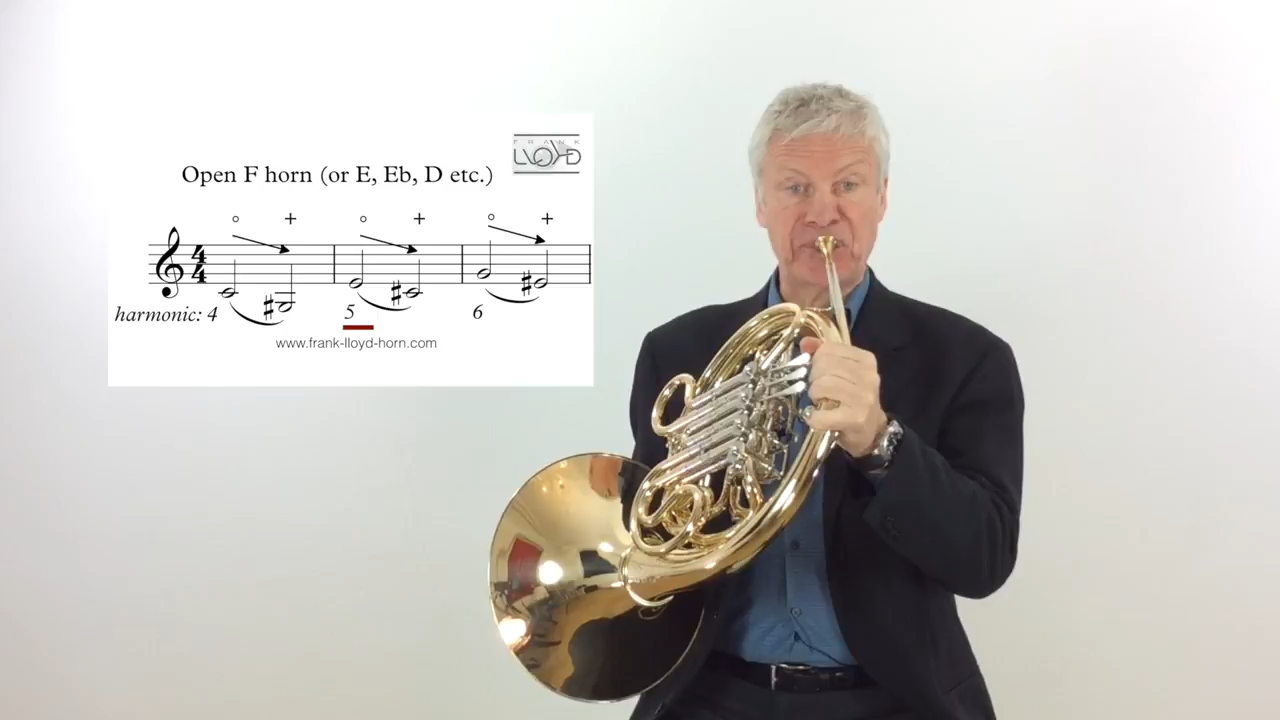 FRANK
LLOYD
Open F horn (or E, Eb, D etc.)
harmonic: 4 5 6
www.frank-lloyd-horn.com